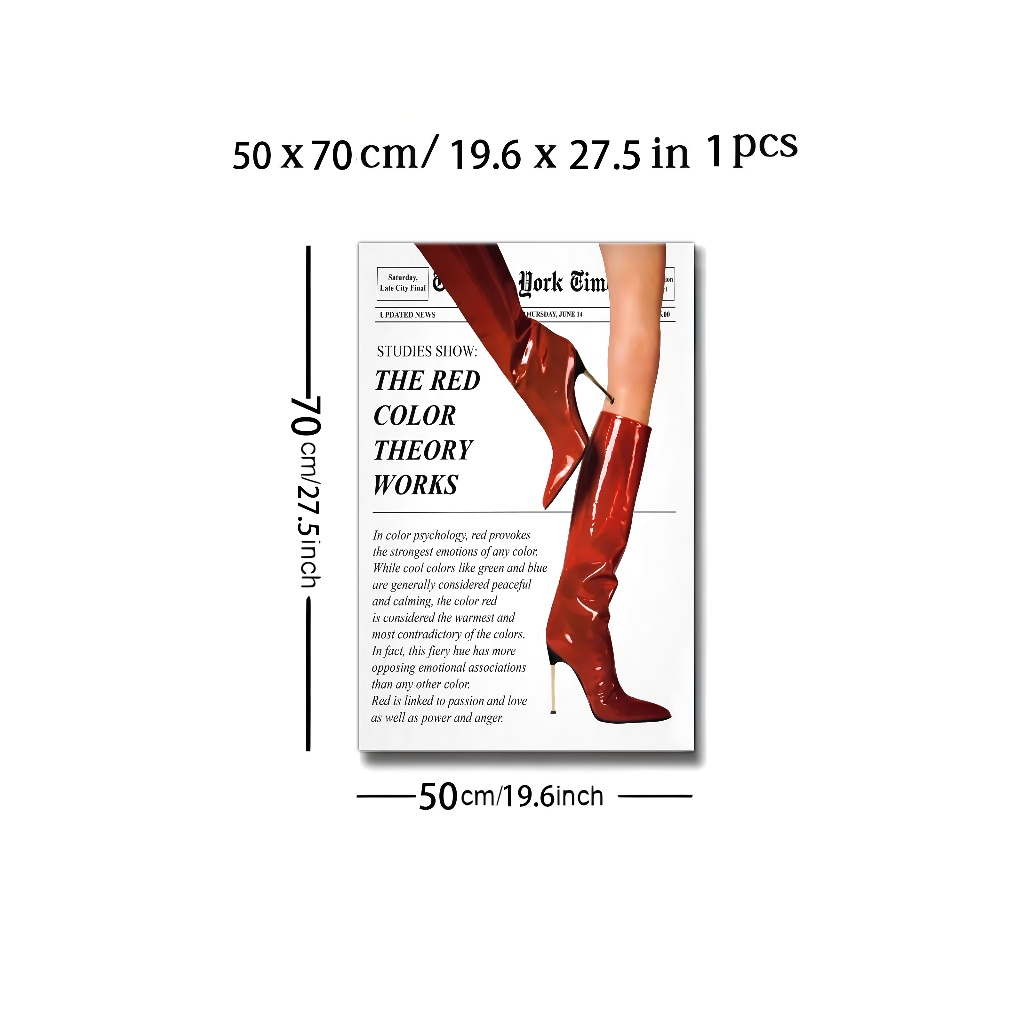 50 x 70 cm/ 19.6 x 27.5 in 1 pcs
Saturday,
Late City Final
York
UPDATED NEWS
JUNE 14
STUDIES SHOW:
THE RED
COLOR
THEORY
WORKS
In color psychology, red provokes
the strongest emotions of any color.
While cool colors like green and blue
are generally considered peaceful
and calming, the color red
is considered the warmest and
most contradictory of the colors.
In fact, this fiery hue has more
opposing emotional associations
than any other color.
Red is linked to passion and love
as well as power and anger.
70cm/27.5inch
50cm/19.6inch